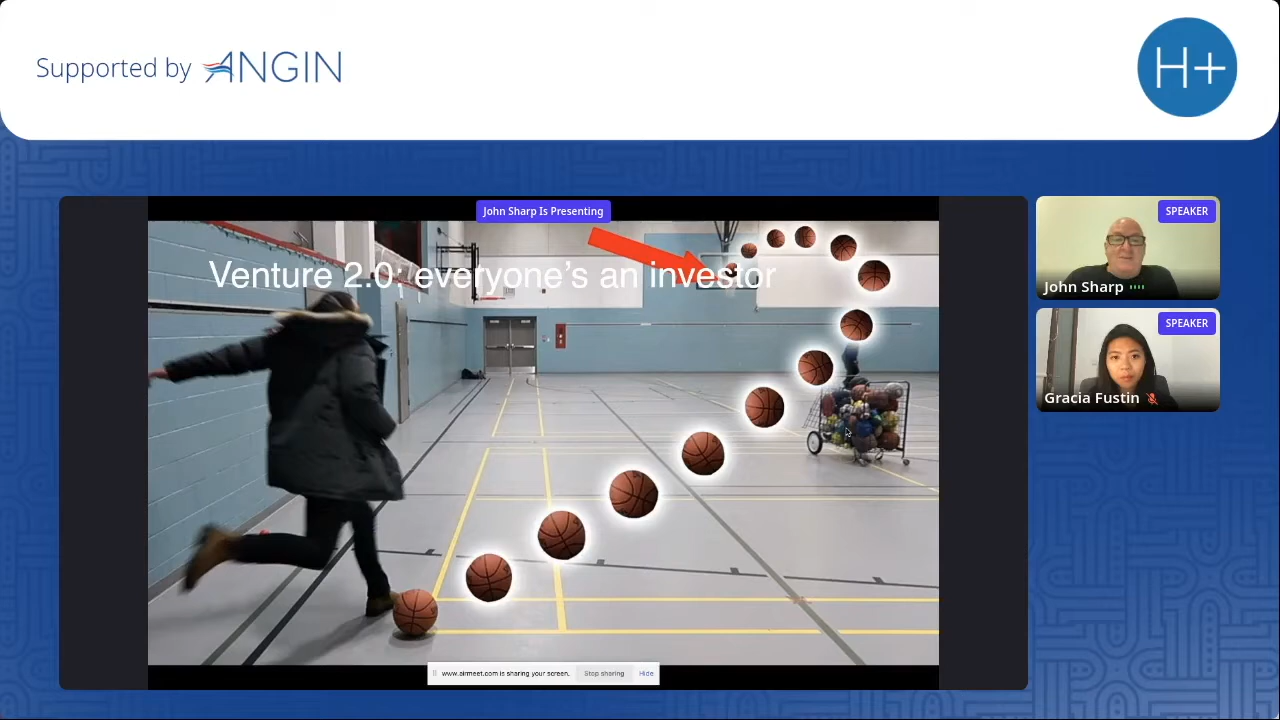 Supported by ANGIN
H+
John Sharp Is Presenting
Venture 2.0; everyone's an investor
SPEAKER
John Sharp
SPEAKER
Gracia Fustin
www.airmeet.com is sharing your screen. Stop sharing Hide